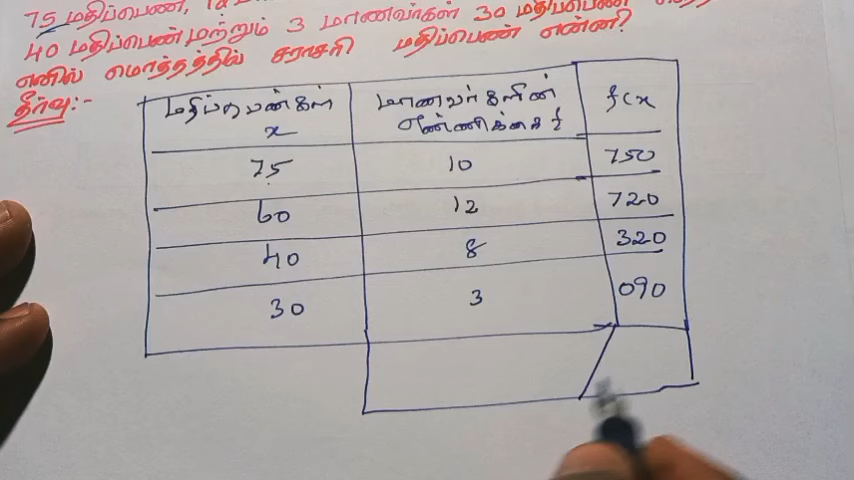 75 மதிப்பெண்,
40 மதிப்பெண் மற்றும் 3 மாணவர்கள் 30 மதிப்பெண்
எனில் மொத்தத்தில் சராசரி மதிப்பெண் என்ன?
தீர்வு:-
மதிப்பெண்கள் x மாணவர்களின் எண்ணிக்கை f fcx
75 10 750
60 12 720
40 8 320
30 3 090